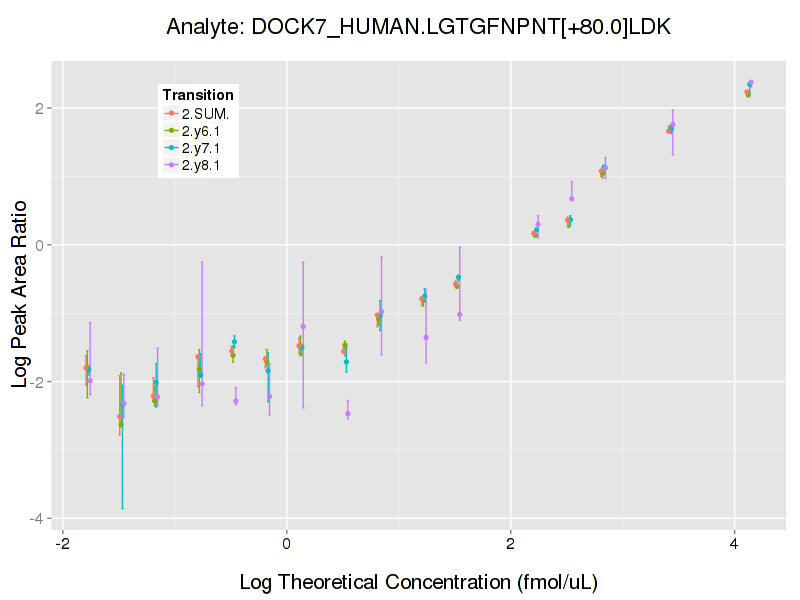 Analyte: DOCK7_HUMAN.LGTGFNPNT[+80.0]LDK
Transition
2.SUM.
2.y6.1
2.y7.1
2.y8.1
Log Peak Area Ratio
2
0
-2
-4
-2
0
2
4
Log Theoretical Concentration (fmol/uL)